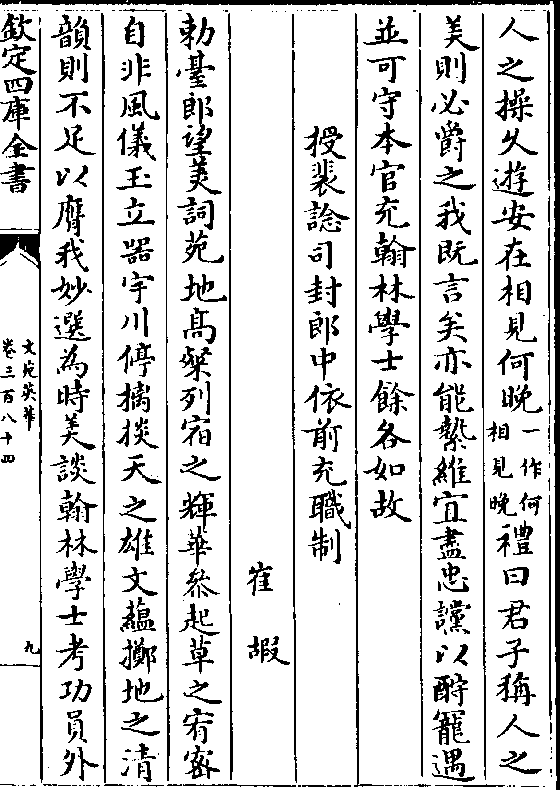 人之操久遊安在相見何晚一作何相見晚禮曰君子稱人之
美則必爵之我既言矣亦能縶維宜盡忠讜以酧寵遇
並可守本官充翰林學士餘各如故
授裴諗司封郎中依前充職制
崔嘏
勅臺郎望美詞苑地髙粲列宿之輝華叅起草之宥密
自非風儀玉立器宇川停摛掞天之雄文蘊擲地之清
韻則不足以膺我妙選為時美談翰林學士考功員外
欽定四庫全書
文苑英華
卷三百八十四
九